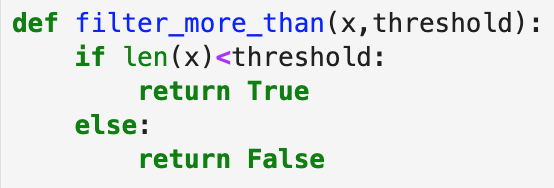 def filter_more_than(x,threshold):
    if len(x)<threshold:
        return True
    else:
        return False